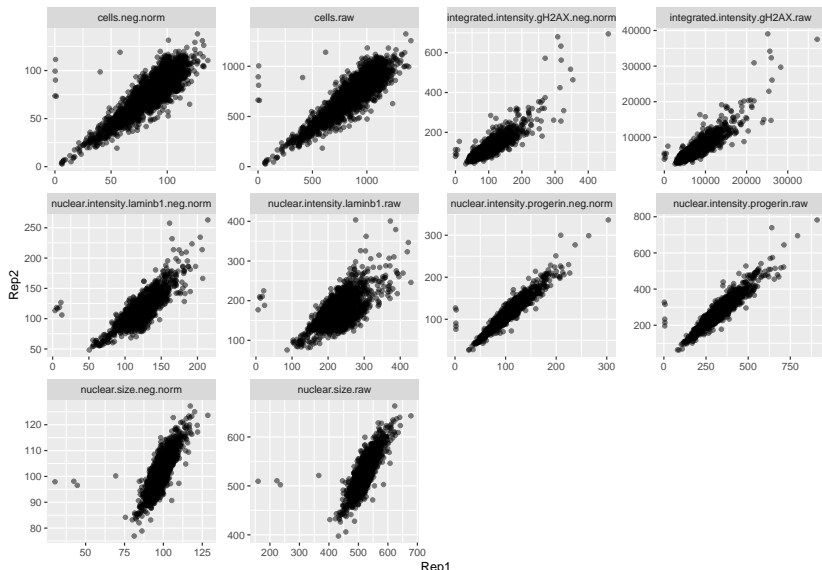 cells.neg.norm cells.raw integrated.intensity.gH2AX.neg.norm integrated.intensity.gH2AX.raw
100
50
0
0 50 100
1000
500
0
0 500 1000
600
400
200
0 200 400
40000
30000
20000
10000
0 10000 20000 30000
nuclear.intensity.laminb1.neg.norm nuclear.intensity.laminb1.raw nuclear.intensity.progerin.neg.norm nuclear.intensity.progerin.raw
250
200
150
100
50
0 50 100 150 200
400
300
200
100
0 100 200 300 400
300
200
100
0 100 200 300
800
600
400
200
0 250 500 750
nuclear.size.neg.norm nuclear.size.raw
120
110
100
90
80
50 75 100 125
600
500
400
200 300 400 500 600 700
Rep2
Rep1